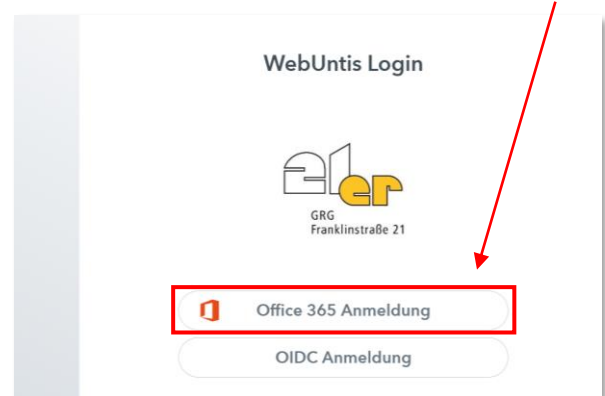 WebUntis Login
21er
GRG
Franklinstraße 21
Office 365 Anmeldung
OIDC Anmeldung